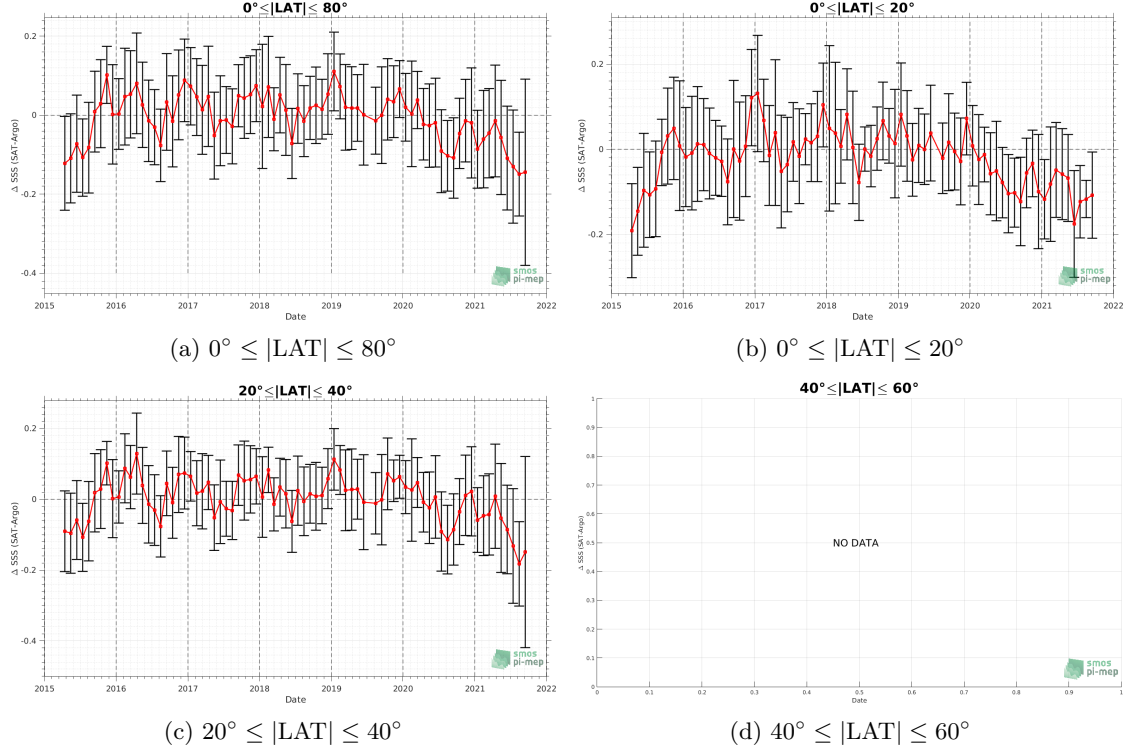 0°≤|LAT|≤ 80°
0.2
0
-0.2
-0.4
Δ SSS (SAT-Argo)
2015 2016 2017 2018 2019 2020 2021 2022
Date
smos
pi-mep
(a) 0° ≤ |LAT| ≤ 80°
0°≤|LAT|≤ 20°
0.2
0
-0.2
Δ SSS (SAT-Argo)
2015 2016 2017 2018 2019 2020 2021 2022
Date
smos
pi-mep
(b) 0° ≤ |LAT| ≤ 20°
20°≤|LAT|≤ 40°
0.2
0
-0.2
-0.4
Δ SSS (SAT-Argo)
2015 2016 2017 2018 2019 2020 2021 2022
Date
smos
pi-mep
(c) 20° ≤ |LAT| ≤ 40°
40°≤|LAT|≤ 60°
1
0.9
0.8
0.7
0.6
0.5
0.4
0.3
0.2
0.1
0
Δ SSS (SAT-Argo)
NO DATA
0 0.1 0.2 0.3 0.4 0.5 0.6 0.7 0.8 0.9 1
Date
smos
pi-mep
(d) 40° ≤ |LAT| ≤ 60°